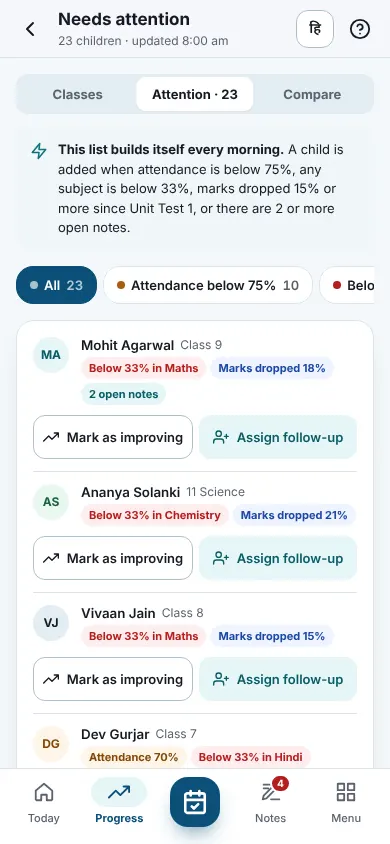 Needs attention
23 children · updated 8:00 am
हि
Classes
Attention · 23
Compare
This list builds itself every morning. A child is
added when attendance is below 75%, any
subject is below 33%, marks dropped 15% or
more since Unit Test 1, or there are 2 or more
open notes.
All 23
Attendance below 75% 10
Belo
MA
Mohit Agarwal Class 9
Below 33% in Maths
Marks dropped 18%
2 open notes
Mark as improving
Assign follow-up
AS
Ananya Solanki 11 Science
Below 33% in Chemistry
Marks dropped 21%
Mark as improving
Assign follow-up
VJ
Vivaan Jain Class 8
Below 33% in Maths
Marks dropped 15%
Mark as improving
Assign follow-up
DG
Dev Gurjar Class 7
Attendance 70%
Below 33% in Hindi
4
Today
Progress
Notes
Menu